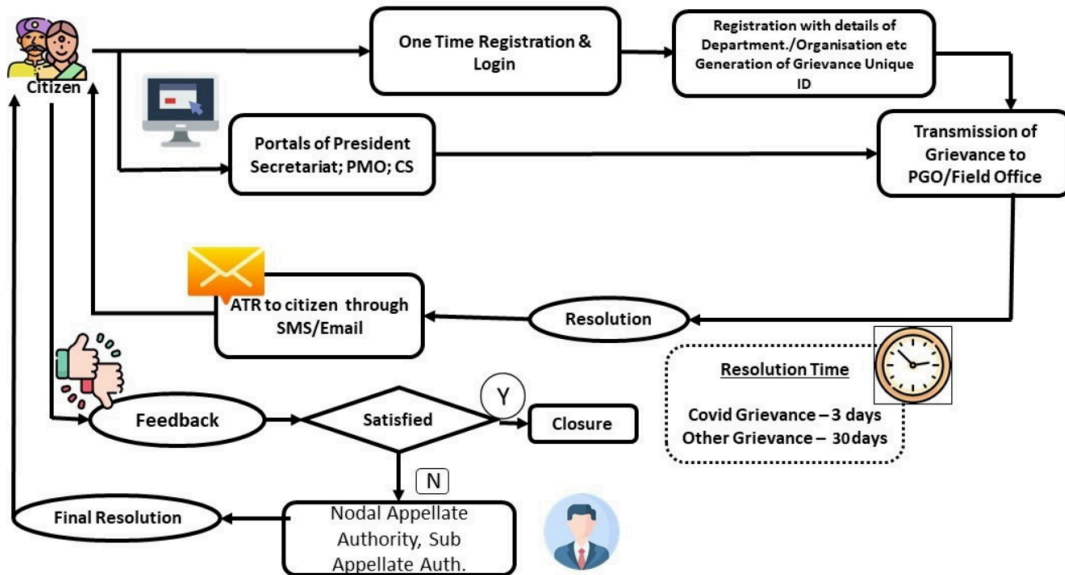 Citizen
One Time Registration &
Login
Registration with details of
Department./Organisation etc
Generation of Grievance Unique
ID
Portals of President
Secretariat; PMO; CS
Transmission of
Grievance to
PGO/Field Office
ATR to citizen through
SMS/Email
Resolution
Resolution Time
Covid Grievance – 3 days
Other Grievance – 30 days
Feedback
Satisfied
Y
Closure
N
Final Resolution
Nodal Appellate
Authority, Sub
Appellate Auth.